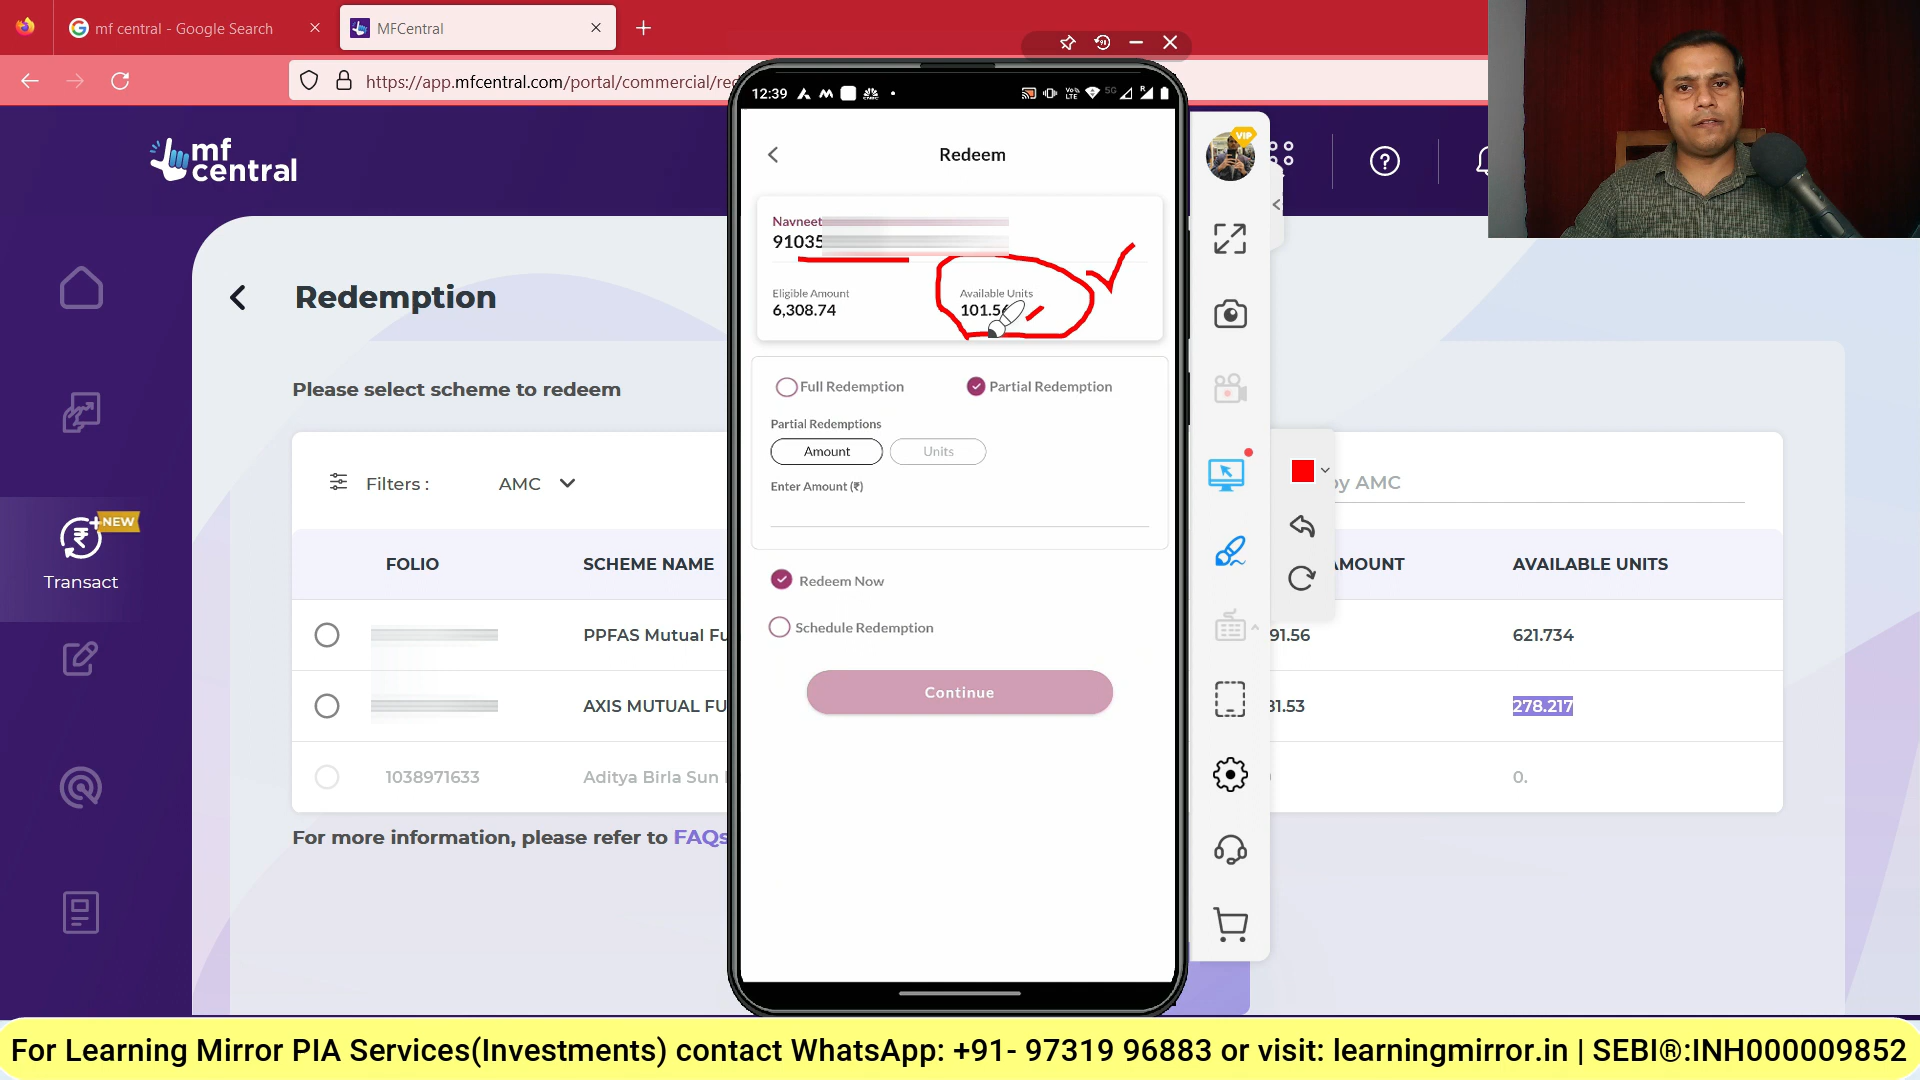 mf central - Google Search
MFCentral
https://app.mfcentral.com/portal/commercial/
mf
central
NEW
Transact
Redemption
Please select scheme to redeem
Filters :
AMC
by AMC
FOLIO
SCHEME NAME
AMOUNT
AVAILABLE UNITS
PPFAS Mutual Fu
91.56
621.734
AXIS MUTUAL FU
31.53
278.217
1038971633
Aditya Birla Sun
0.
For more information, please refer to FAQs
12:39
Vo
LTE
5G
R
Redeem
Navneet
91035
Eligible Amount
Available Units
6,308.74
101.5
Full Redemption
Partial Redemption
Partial Redemptions
Amount
Units
Enter Amount (₹)
Redeem Now
Schedule Redemption
Continue
VIP
For Learning Mirror PIA Services(Investments) contact WhatsApp: +91- 97319 96883 or visit: learningmirror.in | SEBI®:INH000009852